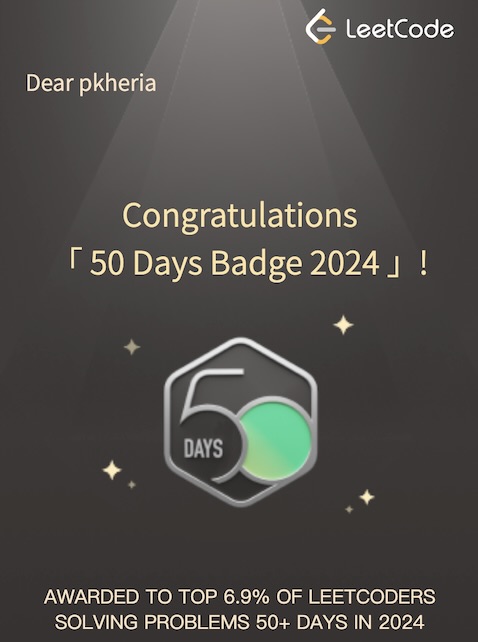 LeetCode
Dear pkheria
Congratulations
「 50 Days Badge 2024 」!
50
DAYS
AWARDED TO TOP 6.9% OF LEETCODERS
SOLVING PROBLEMS 50+ DAYS IN 2024